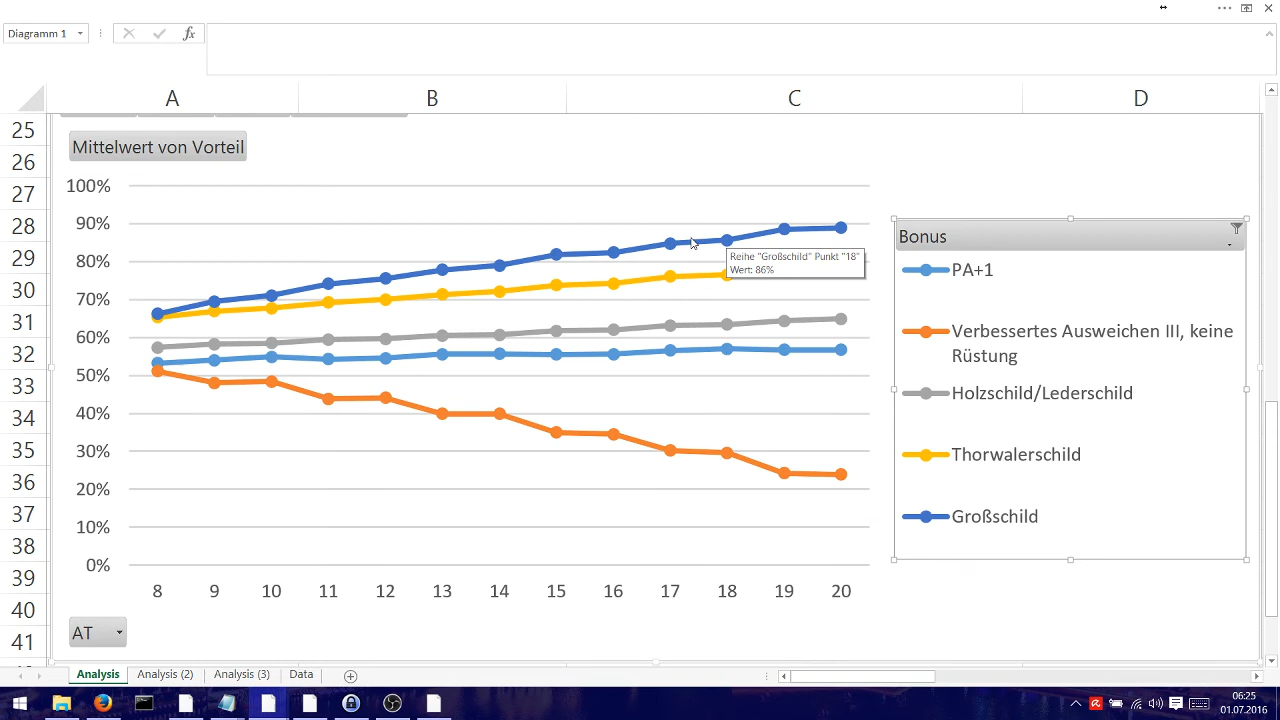 Diagramm 1
fx
A B C D
25
26
27
28
29
30
31
32
33
34
35
36
37
38
39
40
41
Mittelwert von Vorteil
100%
90%
80%
70%
60%
50%
40%
30%
20%
10%
0%
8 9 10 11 12 13 14 15 16 17 18 19 20
Reihe "Großschild" Punkt "18"
Wert: 86%
Bonus
PA+1
Verbessertes Ausweichen III, keine
Rüstung
Holzschild/Lederschild
Thorwalerschild
Großschild
AT
Analysis Analysis (2) Analysis (3) Data
06:25
01.07.2016